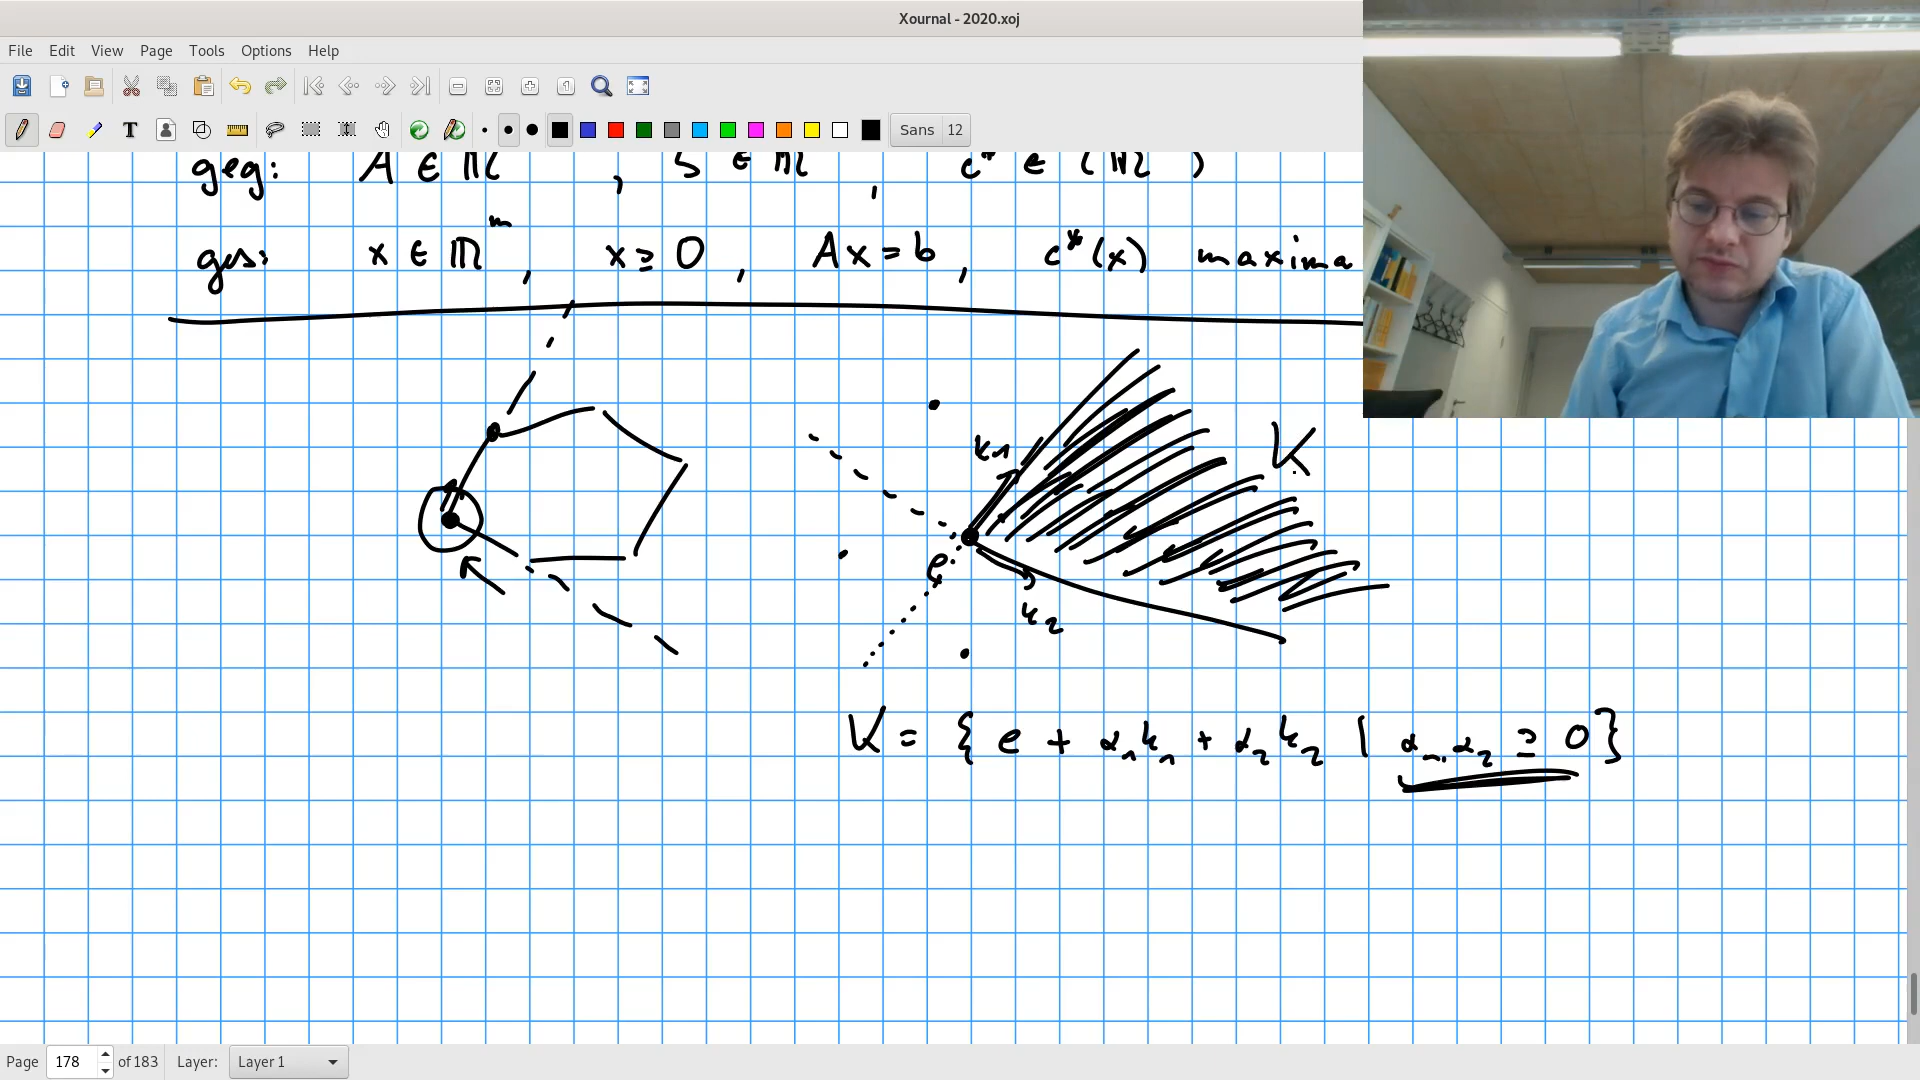 Xournal - 2020.xoj
File Edit View Page Tools Options Help
Sans 12
geg: A ∈ ℝ , b ∈ ℝ , c* ∈ (ℝ )
ges: x ∈ ℝᵐ , x ≥ 0 , Ax = b , c*(x) maxima
k₁
K
e
k₂
K = { e + α₁k₁ + α₂k₂ | α₁, α₂ ≥ 0 }
Page 178 of 183 Layer: Layer 1